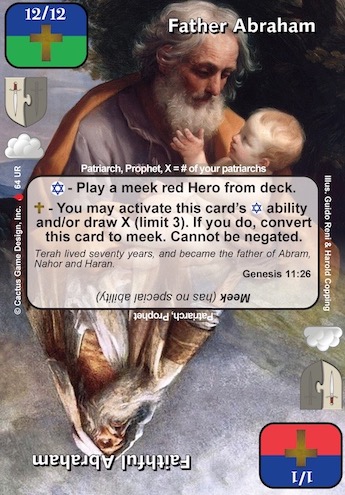 12/12
Father Abraham
Patriarch, Prophet, X = # of your patriarchs
- Play a meek red Hero from deck.
- You may activate this card's ability
and/or draw X (limit 3). If you do, convert
this card to meek. Cannot be negated.
Terah lived seventy years, and became the father of Abram,
Nahor and Haran.
Genesis 11:26
© Cactus Game Design, Inc. 64 UR
Illus. Guido Reni & Harold Copping
Meek (has no special ability)
Patriarch, Prophet
Faithful Abraham
1/1